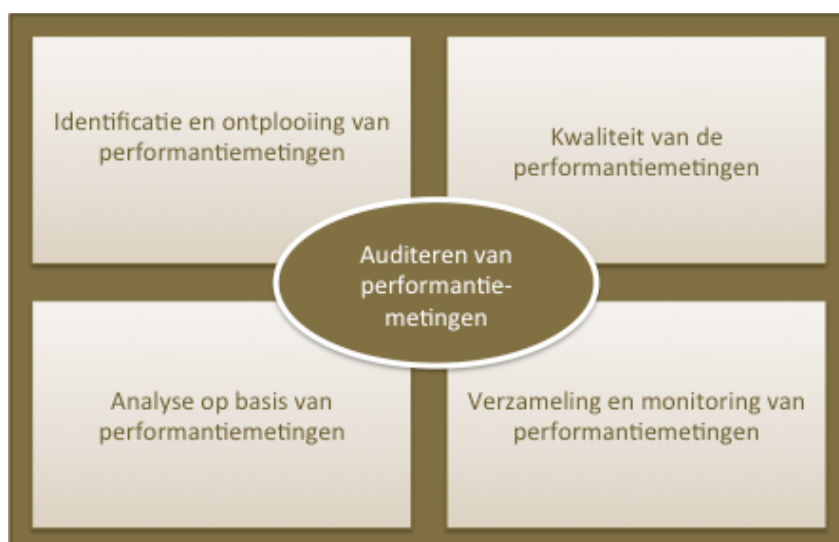 Identificatie en ontplooiing van
performantiemetingen
Kwaliteit van de
performantiemetingen
Auditeren van
performantie-
metingen
Analyse op basis van
performantiemetingen
Verzameling en monitoring van
performantiemetingen